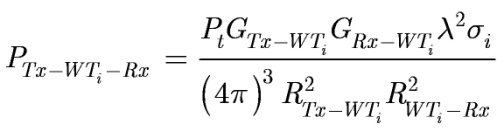 P_{Tx-WT_i-Rx} = \frac{P_t G_{Tx-WT_i} G_{Rx-WT_i} \lambda^2 \sigma_i}{(4\pi)^3 R^2_{Tx-WT_i} R^2_{WT_i-Rx}}